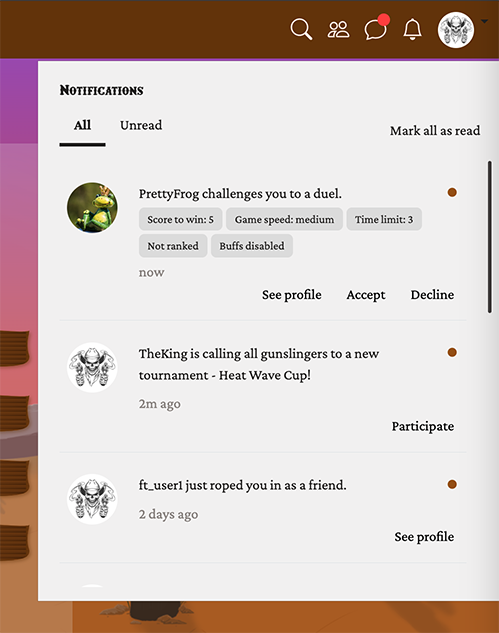 Notifications
All Unread
Mark all as read
PrettyFrog challenges you to a duel.
Score to win: 5 Game speed: medium Time limit: 3
Not ranked Buffs disabled
now
See profile Accept Decline
TheKing is calling all gunslingers to a new
tournament - Heat Wave Cup!
2m ago
Participate
ft_user1 just roped you in as a friend.
2 days ago
See profile